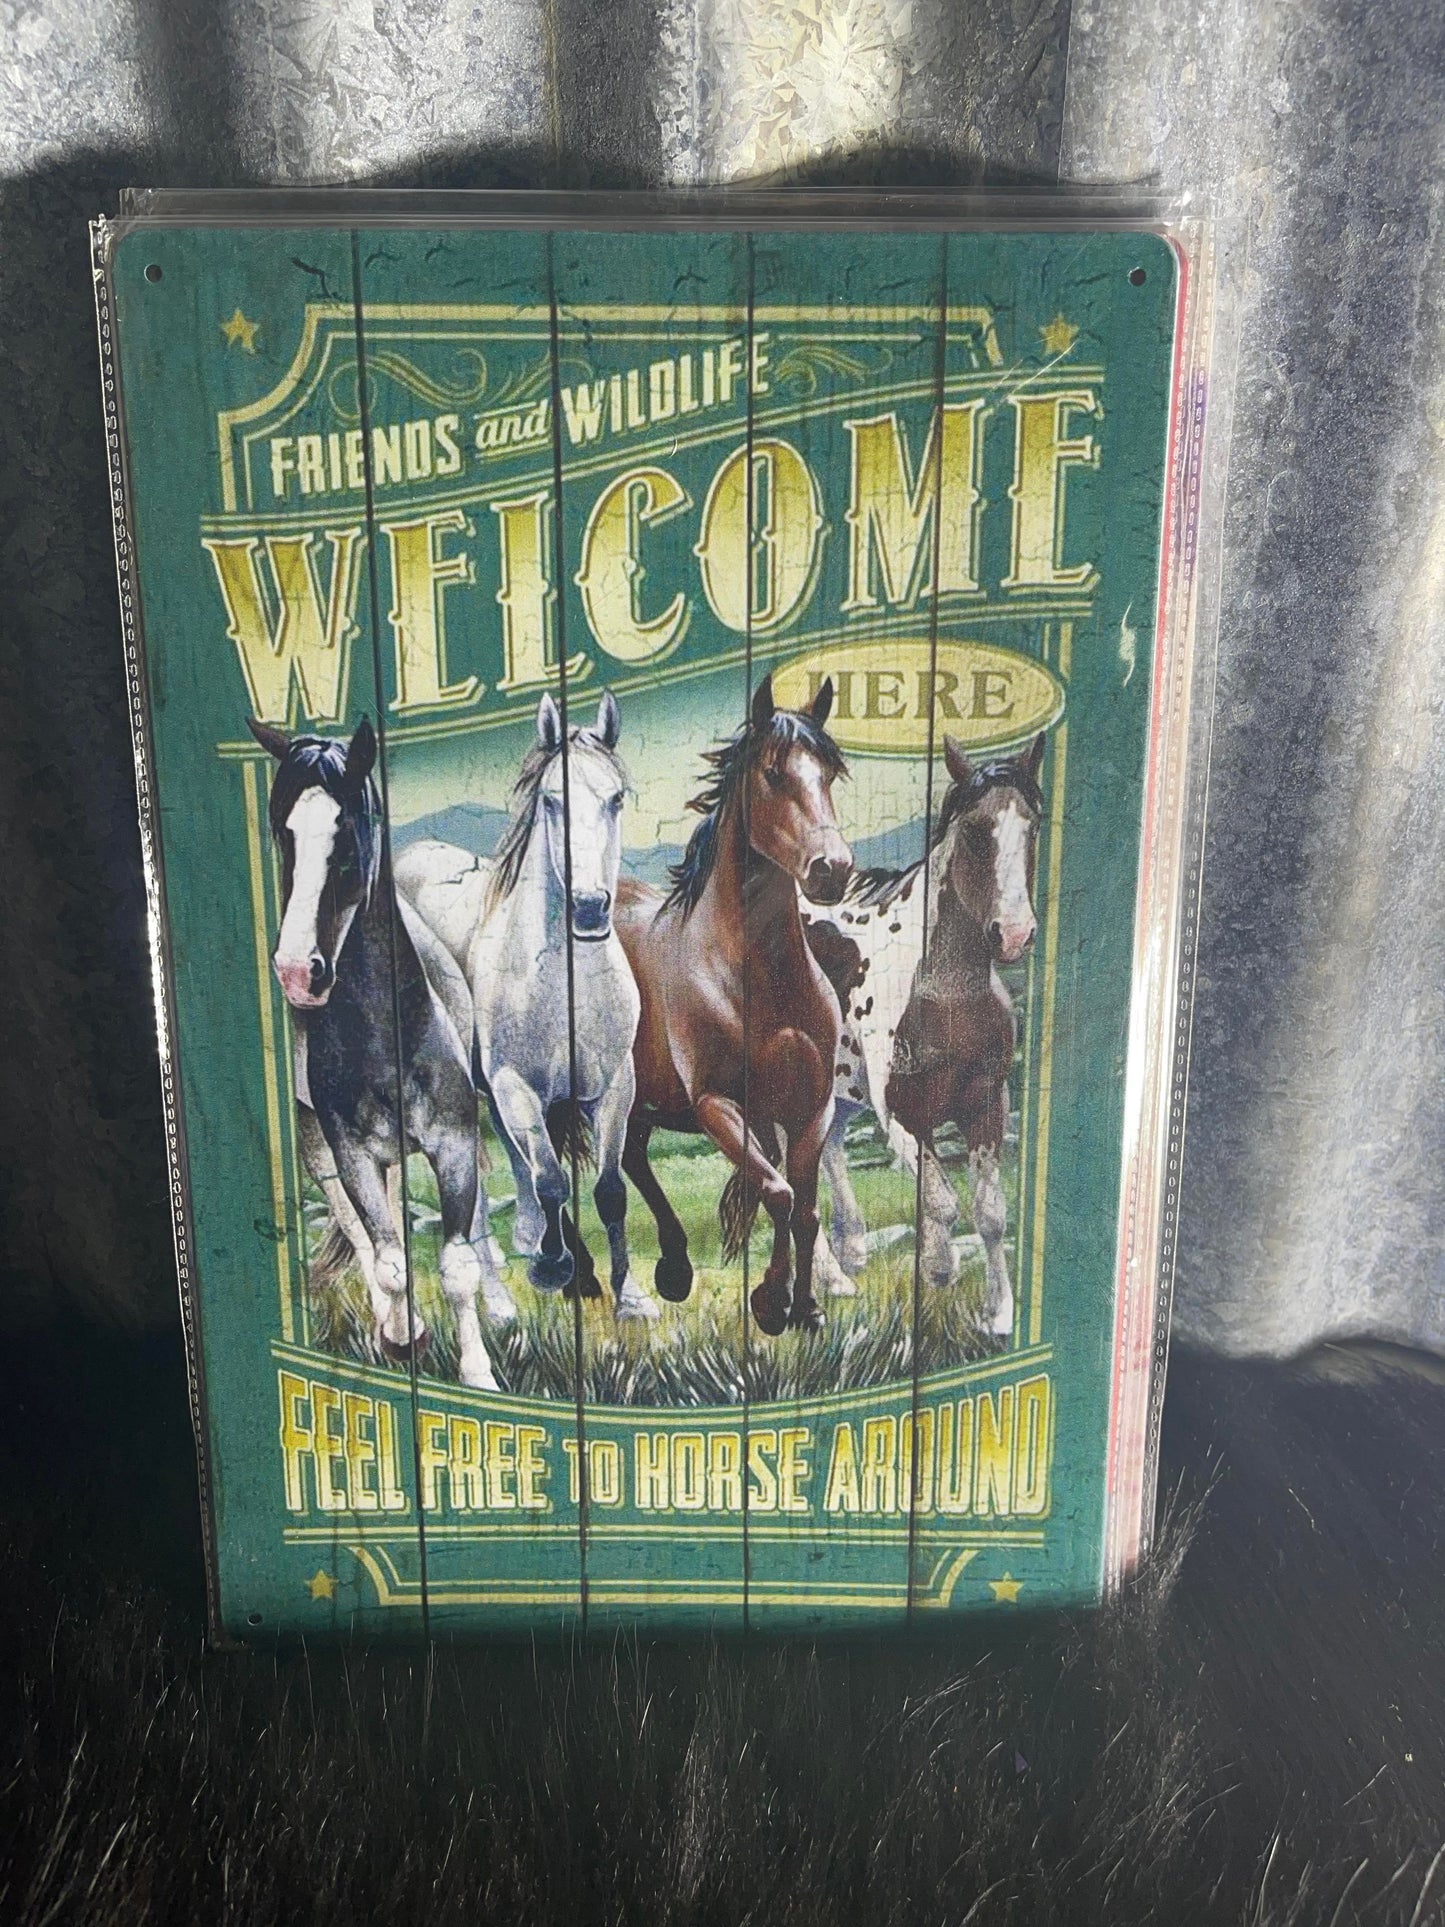 FRIENDS and WILDLIFE
WELCOME
HERE
FEEL FREE TO HORSE AROUND